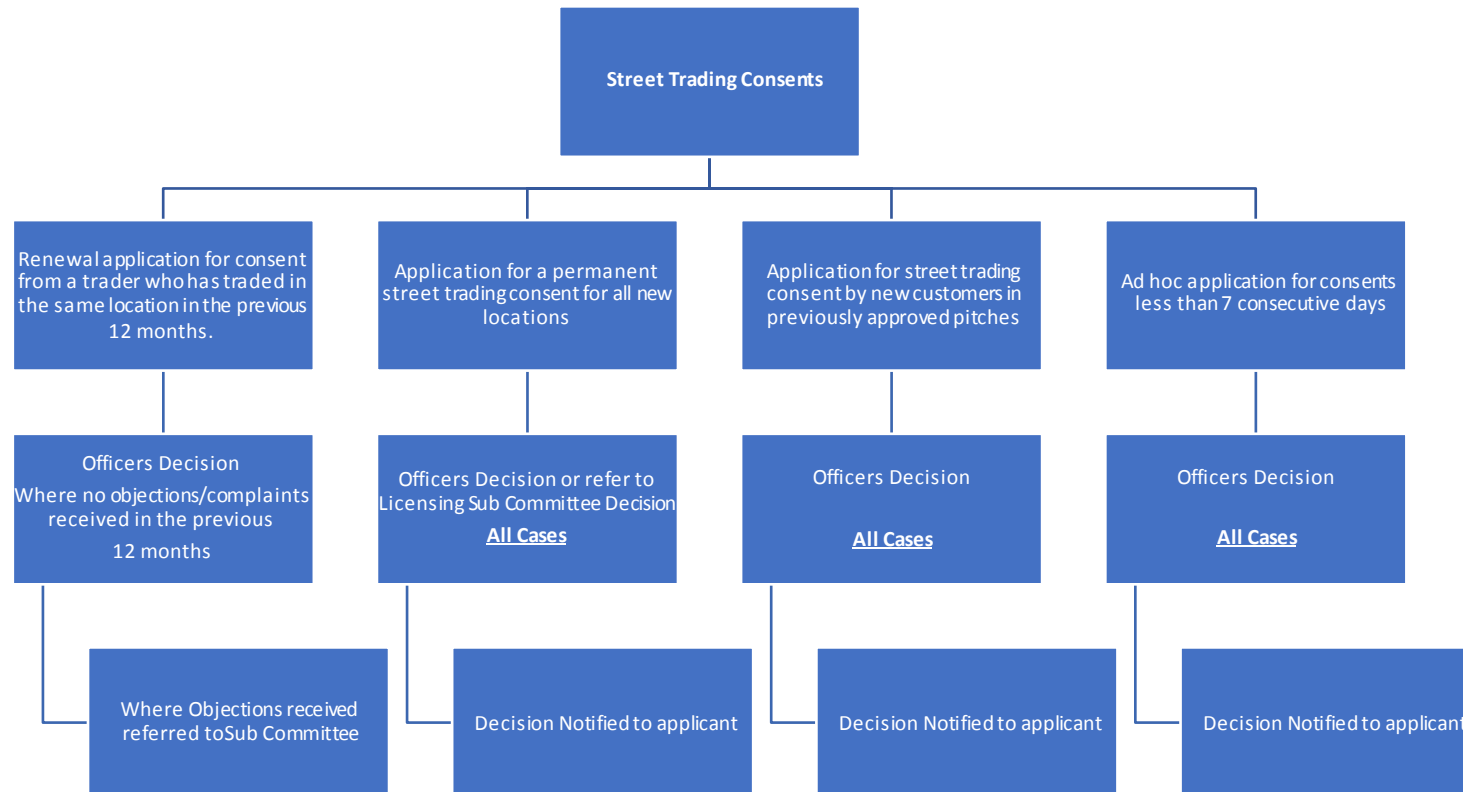 Street Trading Consents
Renewal application for consent
from a trader who has traded in
the same location in the previous
12 months.
Application for a permanent
street trading consent for all new
locations
Application for street trading
consent by new customers in
previously approved pitches
Ad hoc application for consents
less than 7 consecutive days
Officers Decision
Where no objections/complaints
received in the previous
12 months
Officers Decision or refer to
Licensing Sub Committee Decision
All Cases
Officers Decision
All Cases
Officers Decision
All Cases
Where Objections received
referred toSub Committee
Decision Notified to applicant
Decision Notified to applicant
Decision Notified to applicant